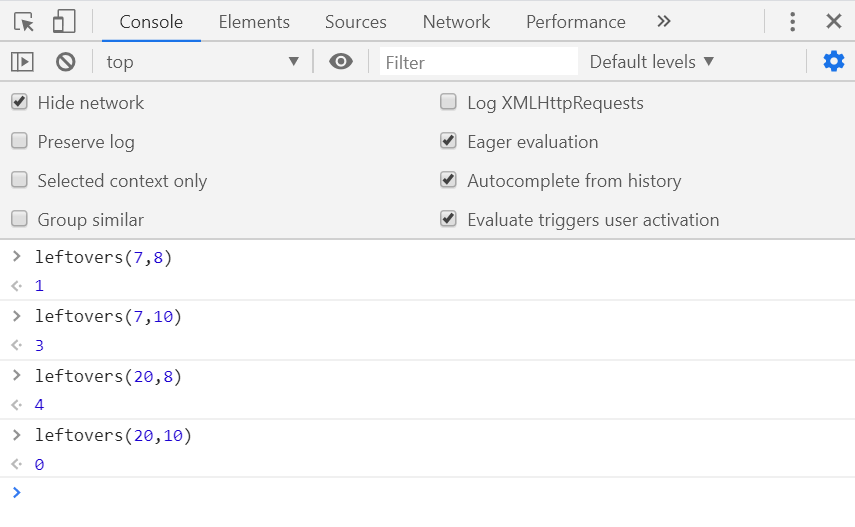 Console Elements Sources Network Performance
top Filter Default levels
Hide network Log XMLHttpRequests
Preserve log Eager evaluation
Selected context only Autocomplete from history
Group similar Evaluate triggers user activation
leftovers(7,8)
1
leftovers(7,10)
3
leftovers(20,8)
4
leftovers(20,10)
0